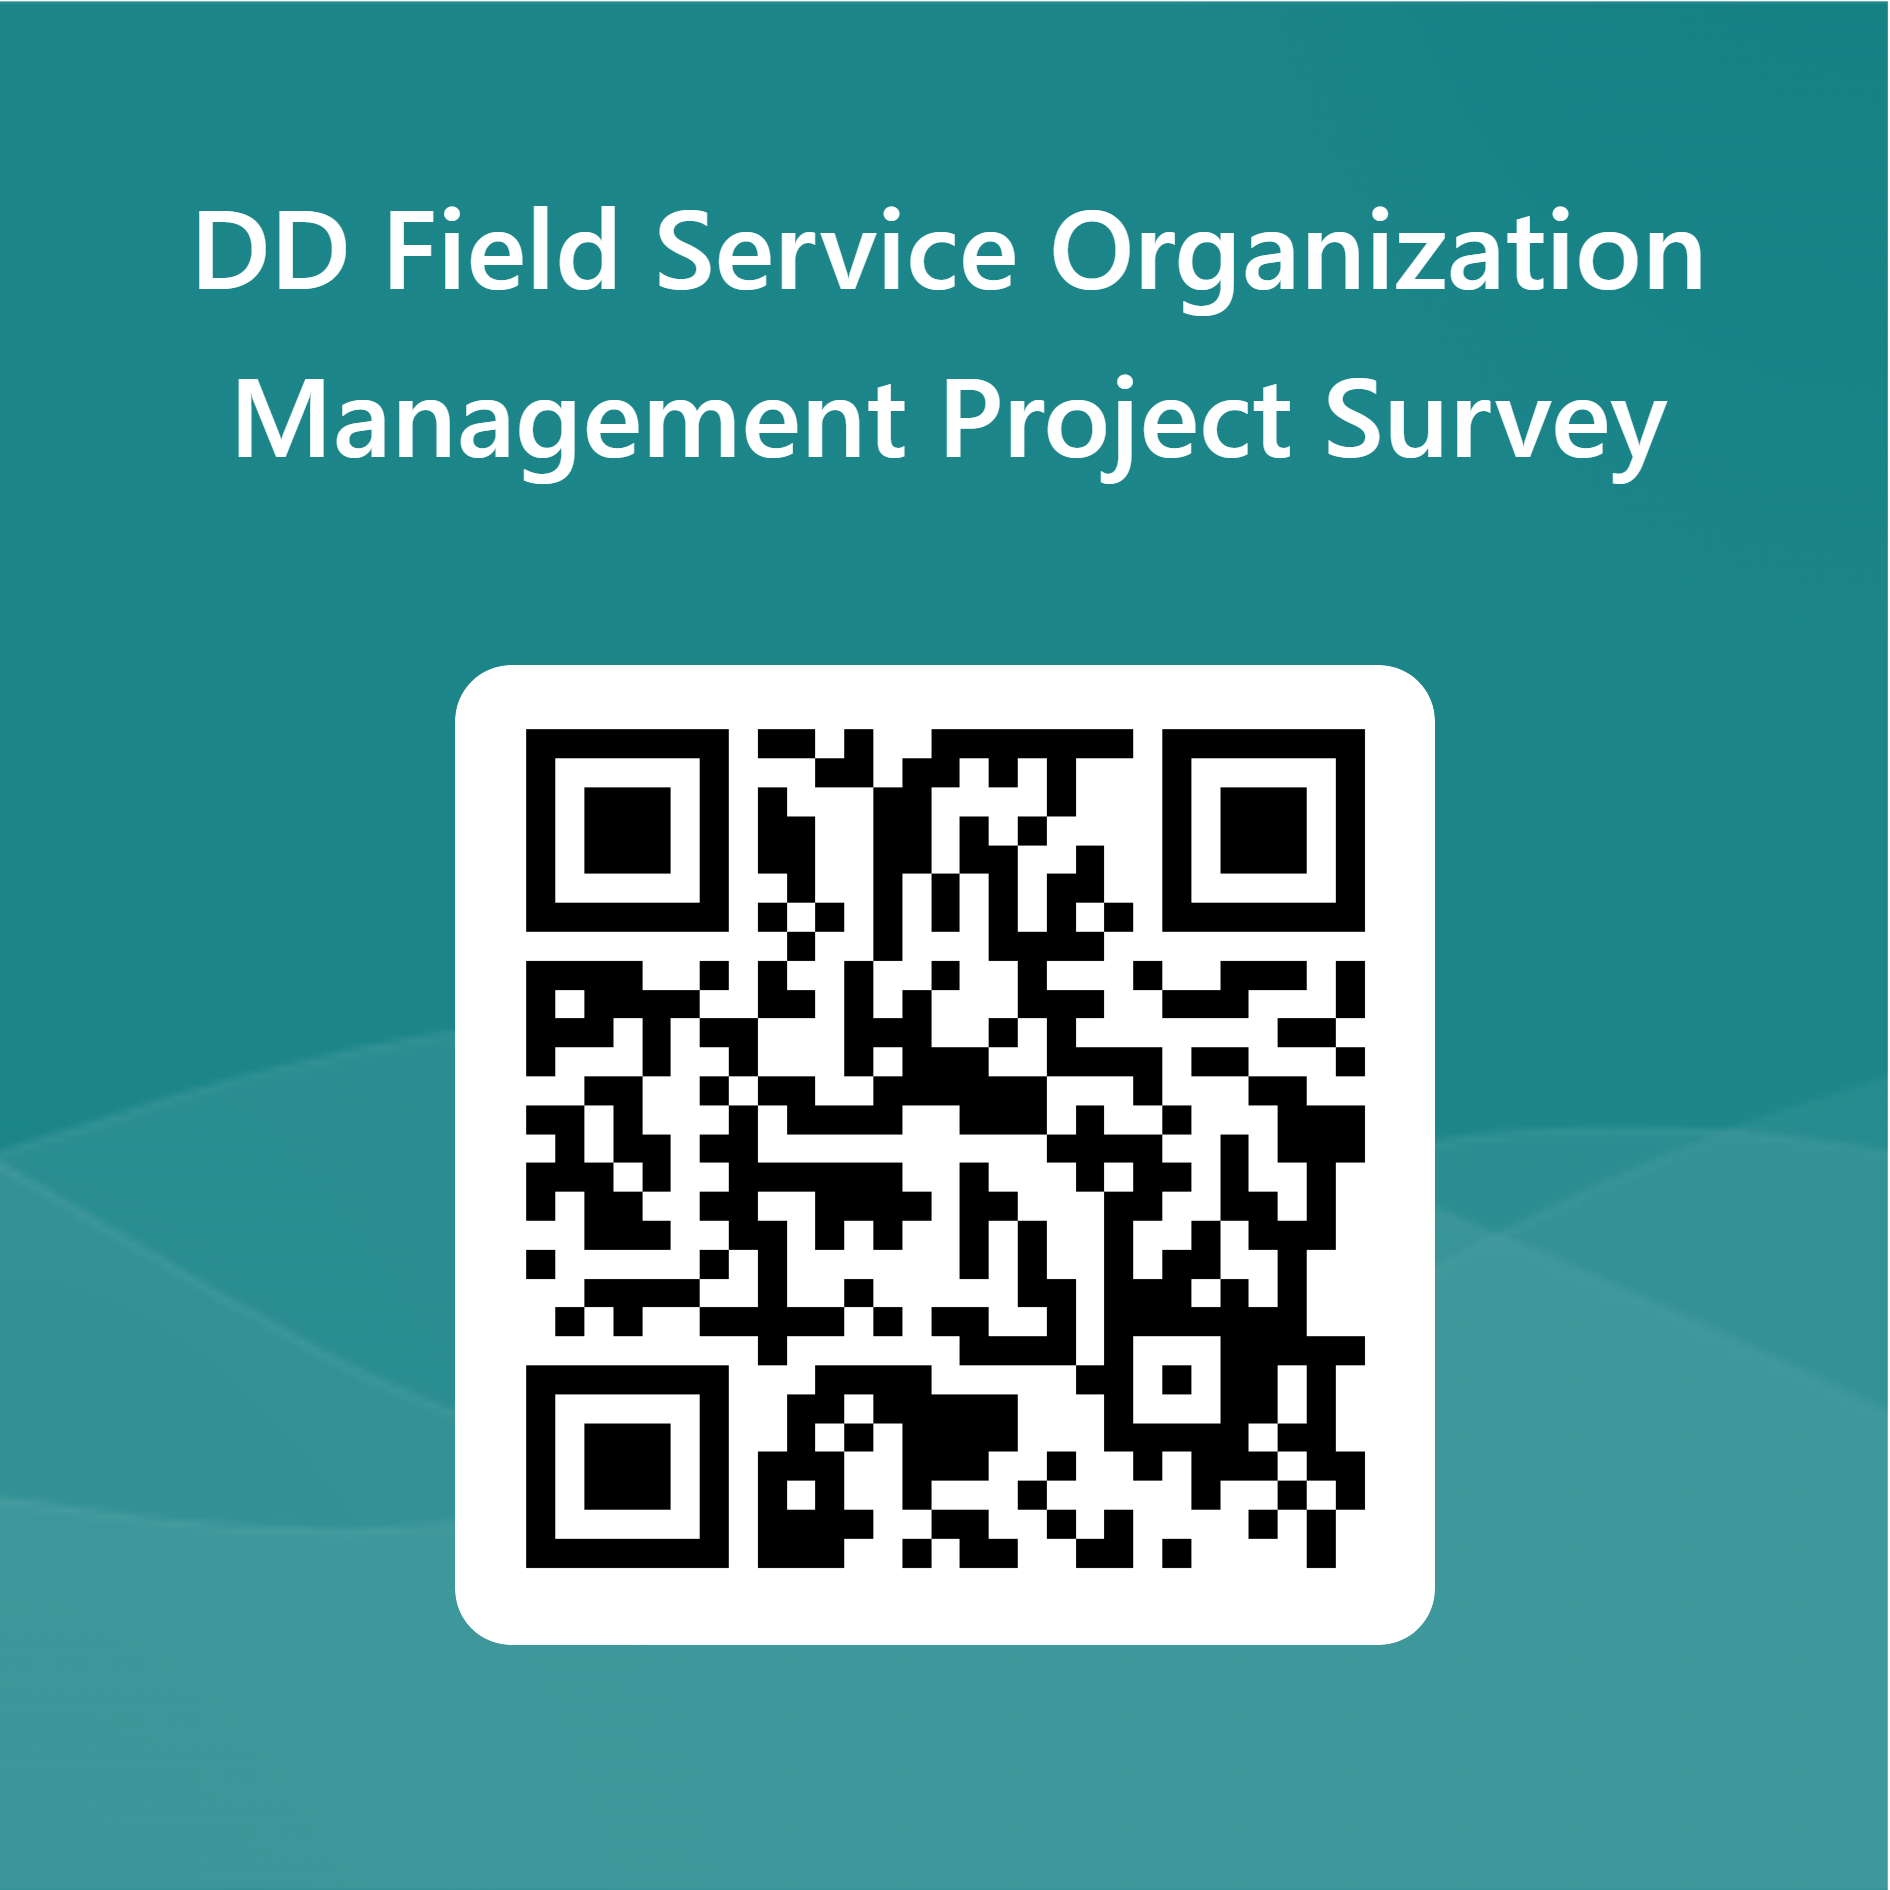 DD Field Service Organization
Management Project Survey